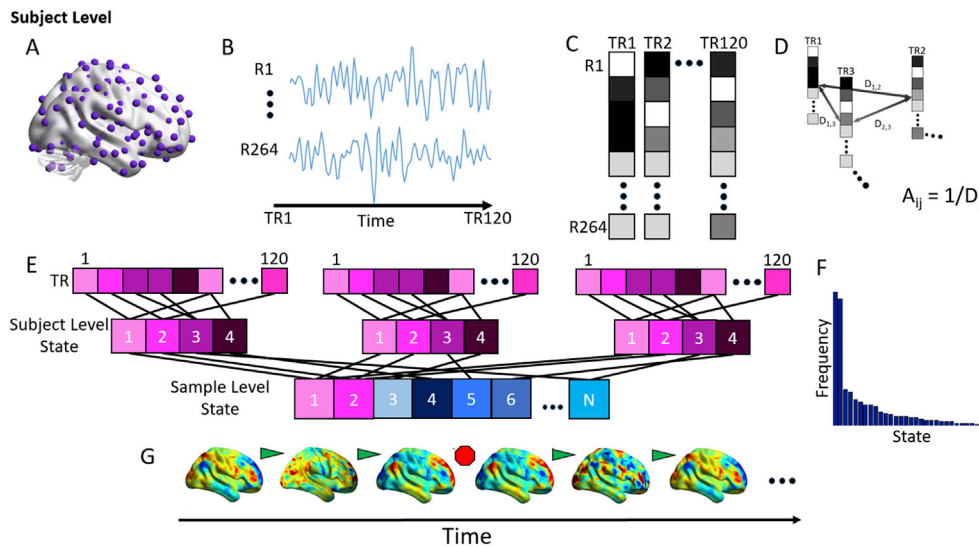 Subject Level
A
B
R1
R264
TR1
Time
TR120
C
TR1 TR2 TR120
R1
R264
D
TR1
TR3
TR2
D1,2
D1,3
D2,3
Aij = 1/D
E
1 120 1 120 1 120
TR
Subject Level
State
1 2 3 4 1 2 3 4 1 2 3 4
Sample Level
State
1 2 3 4 5 6 N
F
Frequency
State
G
Time